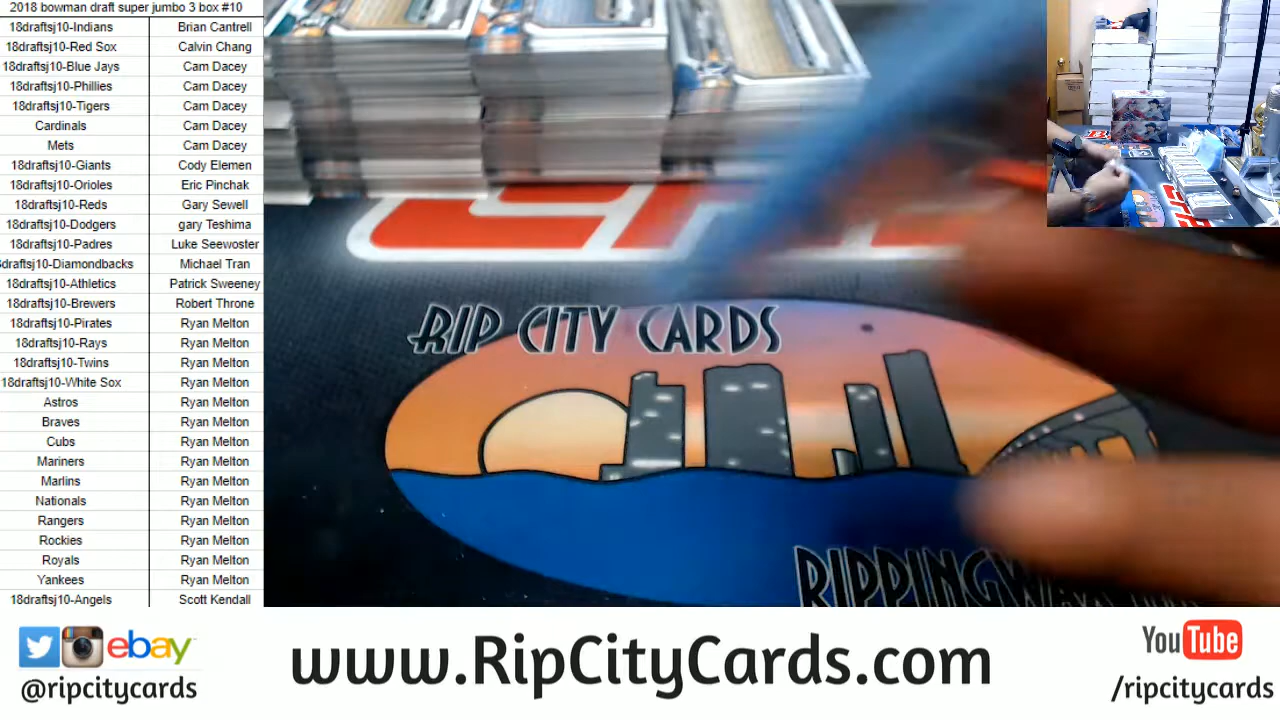 2018 bowman draft super jumbo 3 box #10
18draftsj10-Indians Brian Cantrell
18draftsj10-Red Sox Calvin Chang
18draftsj10-Blue Jays Cam Dacey
18draftsj10-Phillies Cam Dacey
18draftsj10-Tigers Cam Dacey
Cardinals Cam Dacey
Mets Cam Dacey
18draftsj10-Giants Cody Elemen
18draftsj10-Orioles Eric Pinchak
18draftsj10-Reds Gary Sewell
18draftsj10-Dodgers gary Teshima
18draftsj10-Padres Luke Seewoster
draftsj10-Diamondbacks Michael Tran
18draftsj10-Athletics Patrick Sweeney
18draftsj10-Brewers Robert Throne
18draftsj10-Pirates Ryan Melton
18draftsj10-Rays Ryan Melton
18draftsj10-Twins Ryan Melton
18draftsj10-White Sox Ryan Melton
Astros Ryan Melton
Braves Ryan Melton
Cubs Ryan Melton
Mariners Ryan Melton
Marlins Ryan Melton
Nationals Ryan Melton
Rangers Ryan Melton
Rockies Ryan Melton
Royals Ryan Melton
Yankees Ryan Melton
18draftsj10-Angels Scott Kendall
RIP CITY CARDS
ebay
@ripcitycards
www.RipCityCards.com
YouTube
/ripcitycards